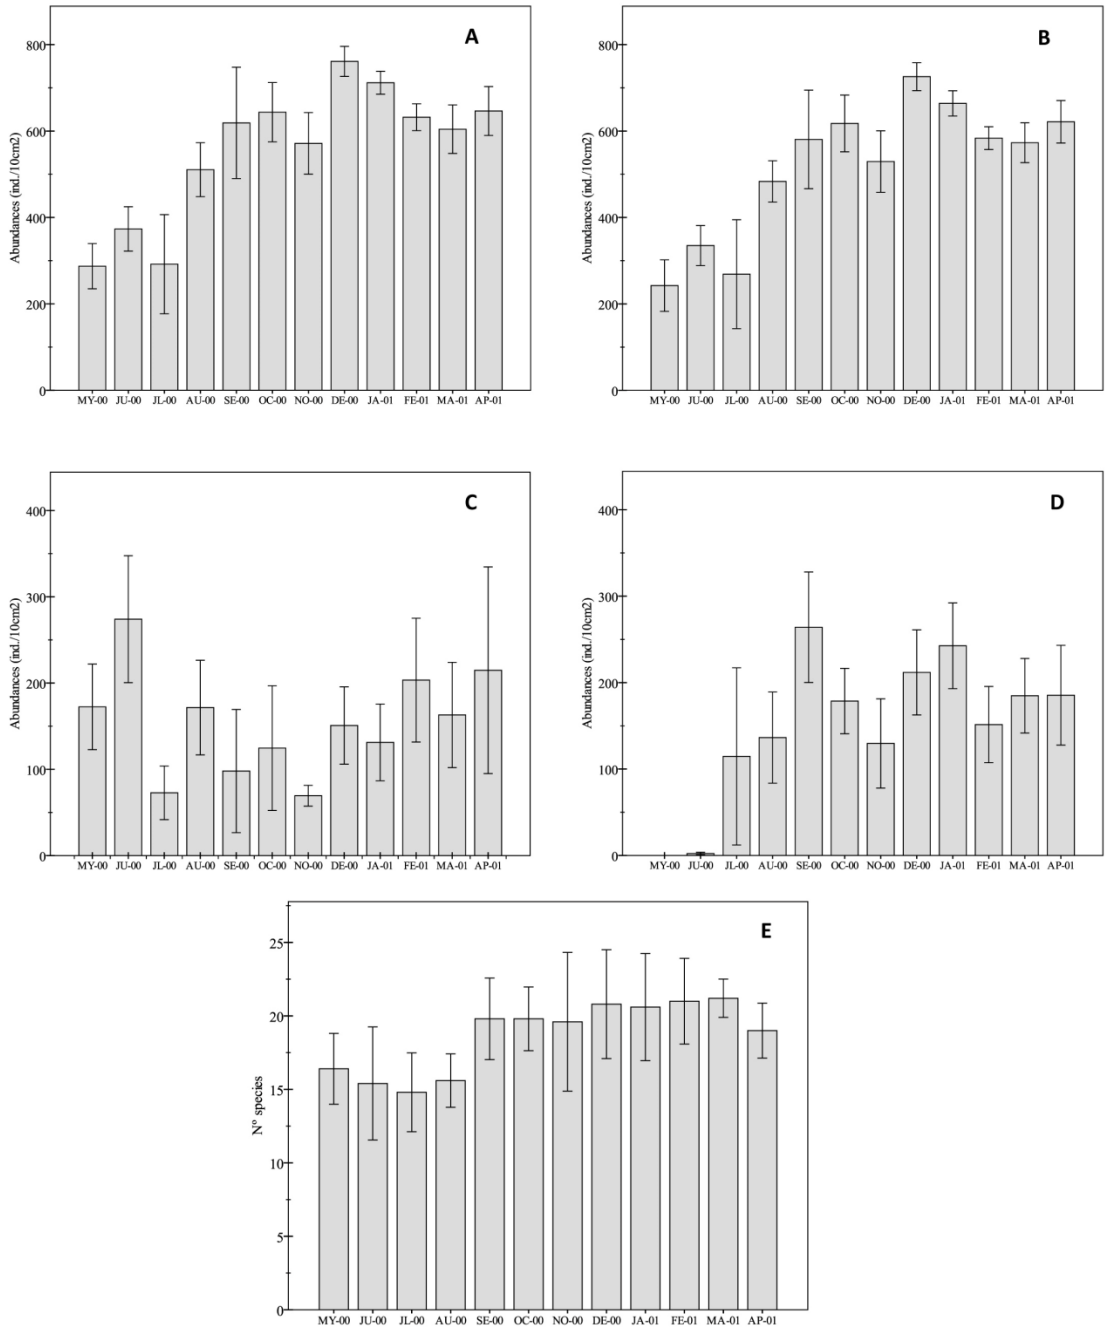 A
800
600
400
200
0
Abundances (ind./10cm2)
MY-00 JU-00 JL-00 AU-00 SE-00 OC-00 NO-00 DE-00 JA-01 FE-01 MA-01 AP-01
B
800
600
400
200
0
Abundances (ind./10cm2)
MY-00 JU-00 JL-00 AU-00 SE-00 OC-00 NO-00 DE-00 JA-01 FE-01 MA-01 AP-01
C
400
300
200
100
0
Abundances (ind./10cm2)
MY-00 JU-00 JL-00 AU-00 SE-00 OC-00 NO-00 DE-00 JA-01 FE-01 MA-01 AP-01
D
400
300
200
100
0
Abundances (ind./10cm2)
MY-00 JU-00 JL-00 AU-00 SE-00 OC-00 NO-00 DE-00 JA-01 FE-01 MA-01 AP-01
E
25
20
15
10
5
0
Nº species
MY-00 JU-00 JL-00 AU-00 SE-00 OC-00 NO-00 DE-00 JA-01 FE-01 MA-01 AP-01